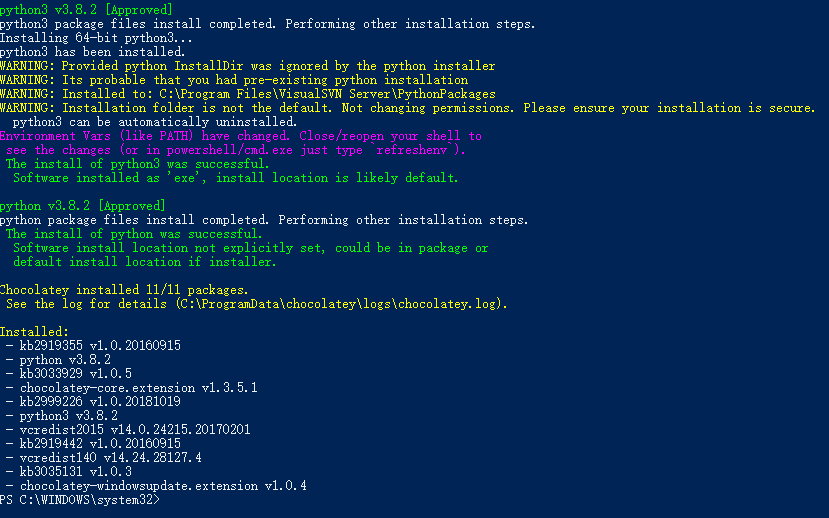 python3 v3.8.2 [Approved]
python3 package files install completed. Performing other installation steps.
Installing 64-bit python3...
python3 has been installed.
WARNING: Provided python InstallDir was ignored by the python installer
WARNING: Its probable that you had pre-existing python installation
WARNING: Installed to: C:\Program Files\VisualSVN Server\PythonPackages
WARNING: Installation folder is not the default. Not changing permissions. Please ensure your installation is secure.
python3 can be automatically uninstalled.
Environment Vars (like PATH) have changed. Close/reopen your shell to
see the changes (or in powershell/cmd.exe just type `refreshenv`).
The install of python3 was successful.
Software installed as 'exe', install location is likely default.
python v3.8.2 [Approved]
python package files install completed. Performing other installation steps.
The install of python was successful.
Software install location not explicitly set, could be in package or
default install location if installer.
Chocolatey installed 11/11 packages.
See the log for details (C:\ProgramData\chocolatey\logs\chocolatey.log).
Installed:
- kb2919355 v1.0.20160915
- python v3.8.2
- kb3033929 v1.0.5
- chocolatey-core.extension v1.3.5.1
- kb2999226 v1.0.20181019
- python3 v3.8.2
- vcredist2015 v14.0.24215.20170201
- kb2919442 v1.0.20160915
- vcredist140 v14.24.28127.4
- kb3035131 v1.0.3
- chocolatey-windowsupdate.extension v1.0.4
PS C:\WINDOWS\system32>